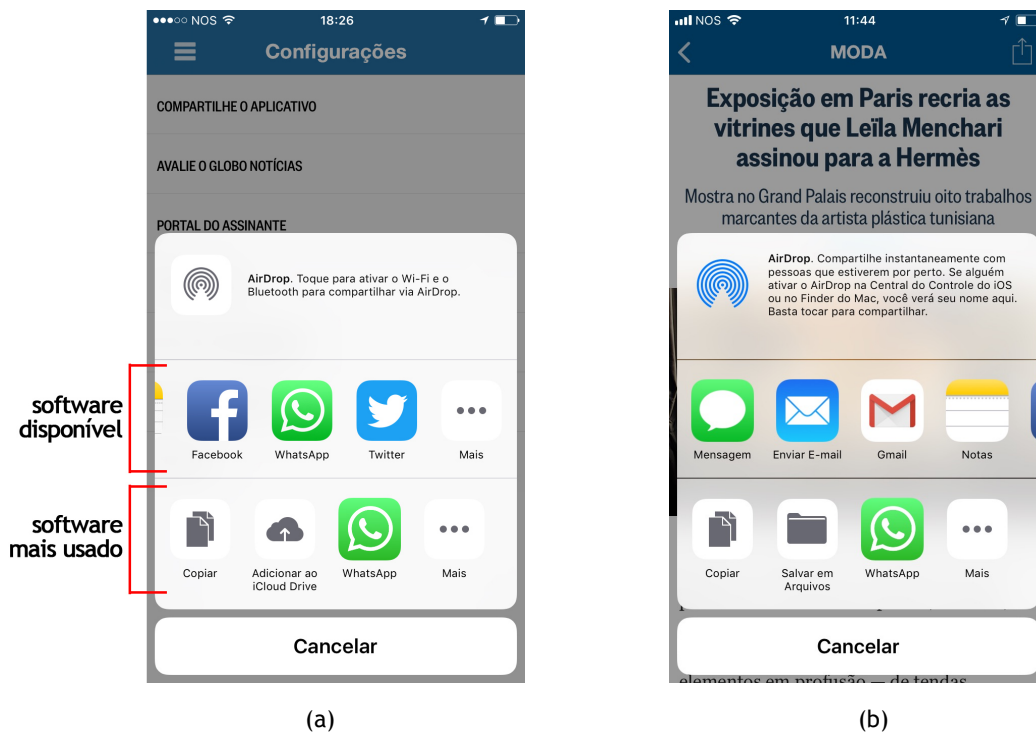 NOS
18:26
Configurações
COMPARTILHE O APLICATIVO
AVALIE O GLOBO NOTÍCIAS
PORTAL DO ASSINANTE
AirDrop. Toque para ativar o Wi-Fi e o
Bluetooth para compartilhar via AirDrop.
software
disponível
Facebook
WhatsApp
Twitter
Mais
software
mais usado
Copiar
Adicionar ao
iCloud Drive
WhatsApp
Mais
Cancelar
(a)
NOS
11:44
MODA
Exposição em Paris recria as
vitrines que Leïla Menchari
assinou para a Hermès
Mostra no Grand Palais reconstruiu oito trabalhos
marcantes da artista plástica tunisiana
AirDrop. Compartilhe instantaneamente com
pessoas que estiverem por perto. Se alguém
ativar o AirDrop na Central do Controle do iOS
ou no Finder do Mac, você verá seu nome aqui.
Basta tocar para compartilhar.
Mensagem
Enviar E-mail
Gmail
Notas
Copiar
Salvar em
Arquivos
WhatsApp
Mais
Cancelar
elementos em profusão — de tendas
(b)